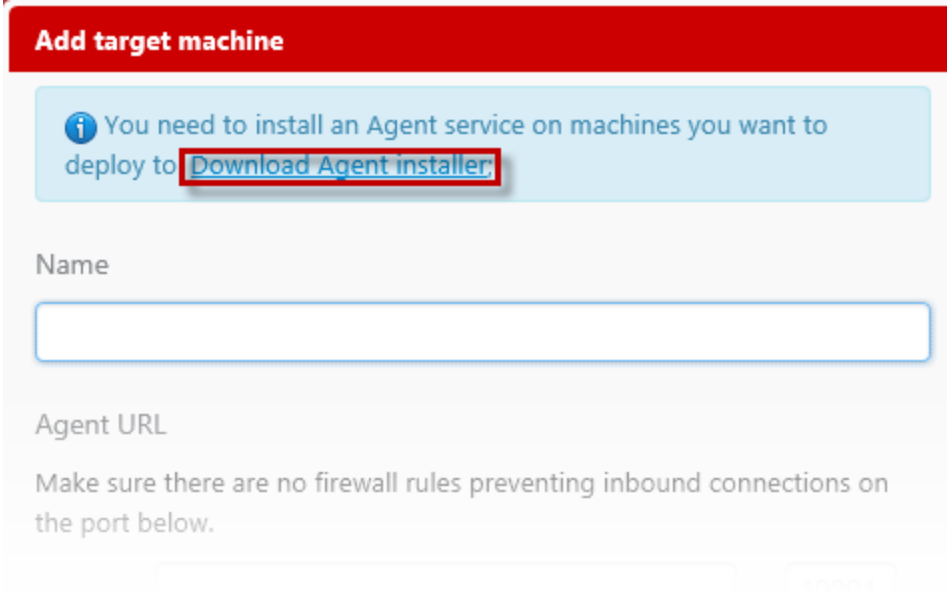 Add target machine
You need to install an Agent service on machines you want to
deploy to Download Agent installer;
Name
Agent URL
Make sure there are no firewall rules preventing inbound connections on
the port below.